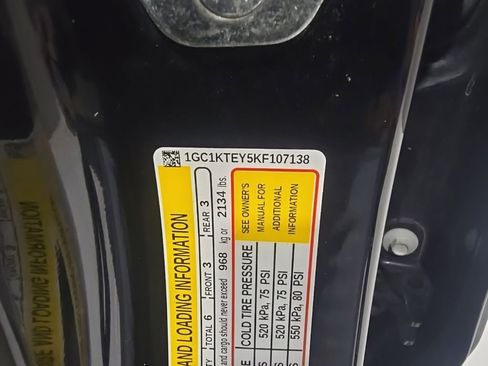 1GC1KTEY5KF107138
AND LOADING INFORMATION
TOTAL 6 FRONT 3 REAR 3
and cargo should never exceed 968 kg or 2134 lbs.
COLD TIRE PRESSURE
520 kPa, 75 PSI
520 kPa, 75 PSI
550 kPa, 80 PSI
SEE OWNER'S
MANUAL FOR
ADDITIONAL
INFORMATION